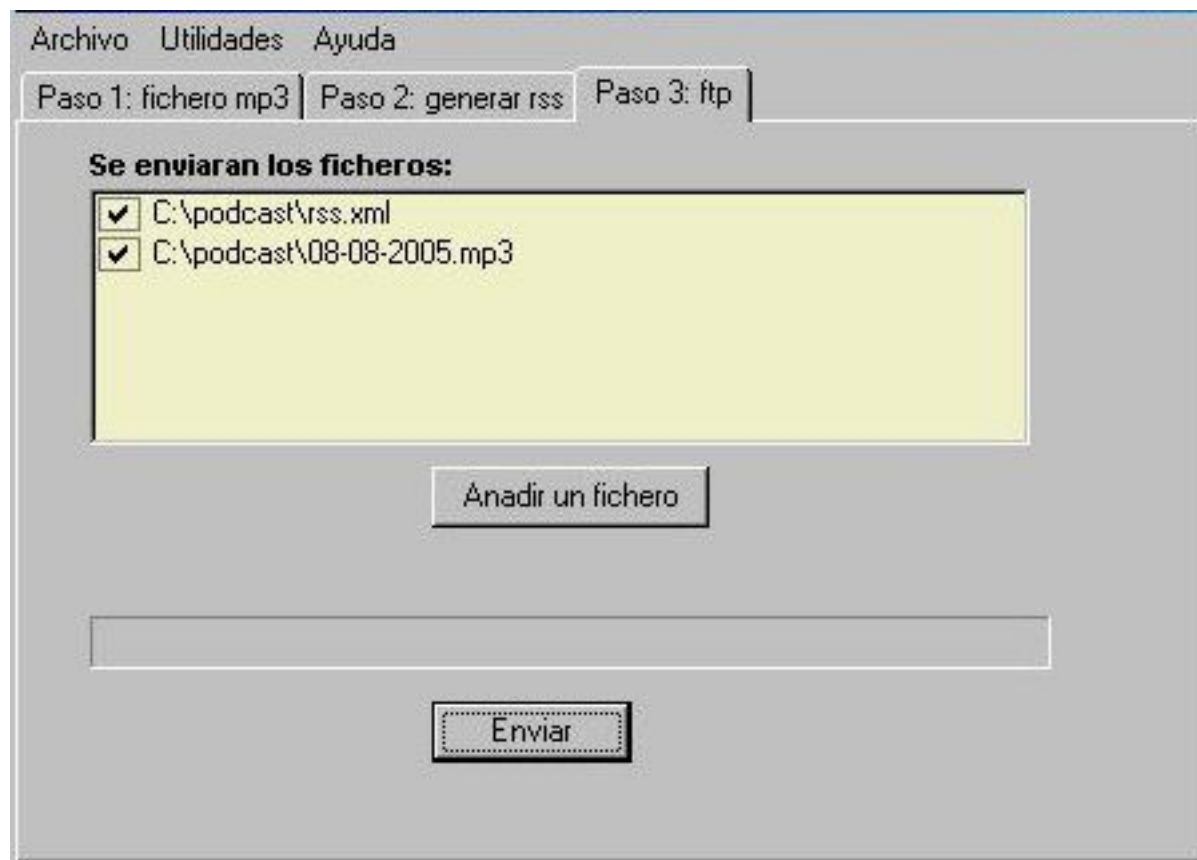 Archivo Utilidades Ayuda
Paso 1: fichero mp3 Paso 2: generar rss Paso 3: ftp
Se enviaran los ficheros:
C:\podcast\rss.xml
C:\podcast\08-08-2005.mp3
Anadir un fichero
Enviar